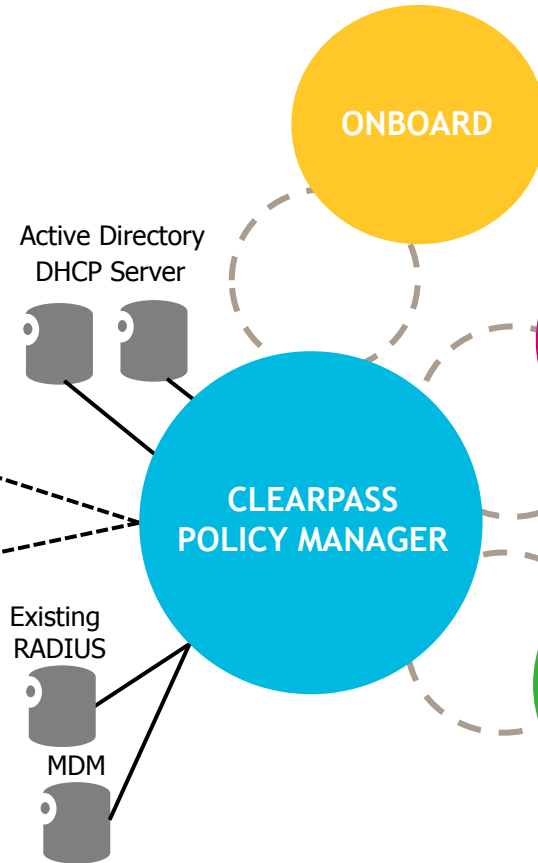 ONBOARD
Active Directory
DHCP Server
CLEARPASS
POLICY MANAGER
Existing
RADIUS
MDM